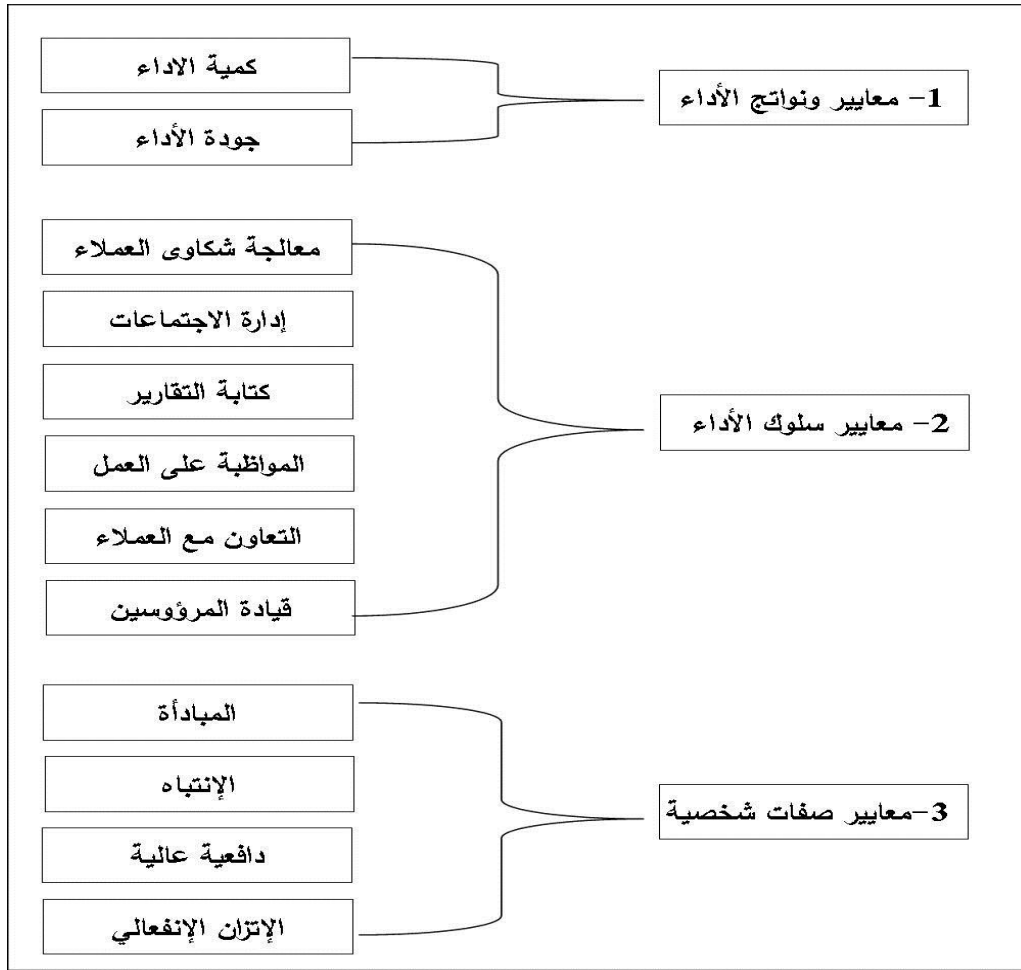 1- معايير ونواتج الأداء
كمية الاداء
جودة الأداء
2- معايير سلوك الأداء
معالجة شكاوى العملاء
إدارة الاجتماعات
كتابة التقارير
المواظبة على العمل
التعاون مع العملاء
قيادة المرؤوسين
3-معايير صفات شخصية
المبادأة
الإنتباه
دافعية عالية
الإتزان الإنفعالي